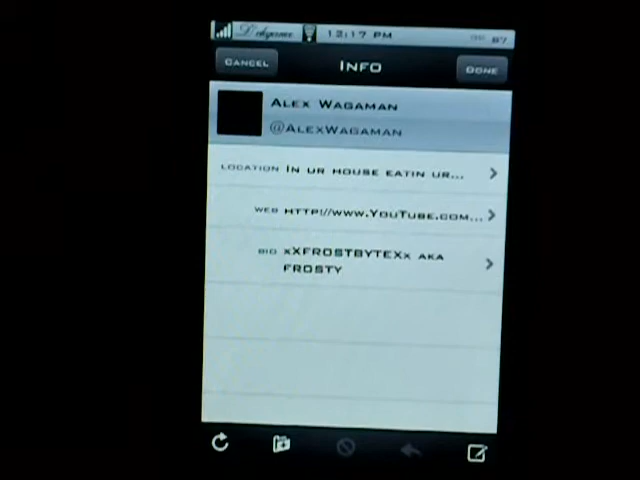 12:17 PM 87
Cancel Info Done
Alex Wagaman
@AlexWagaman
location In ur house eatin ur...
web http://www.YouTube.com...
bio xXFROSTBYTEXx aka
FROSTY